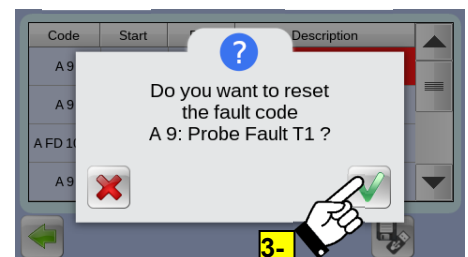 Code Start Description
A 9
A 9
A FD 10
A 9
Do you want to reset
the fault code
A 9: Probe Fault T1 ?
3-